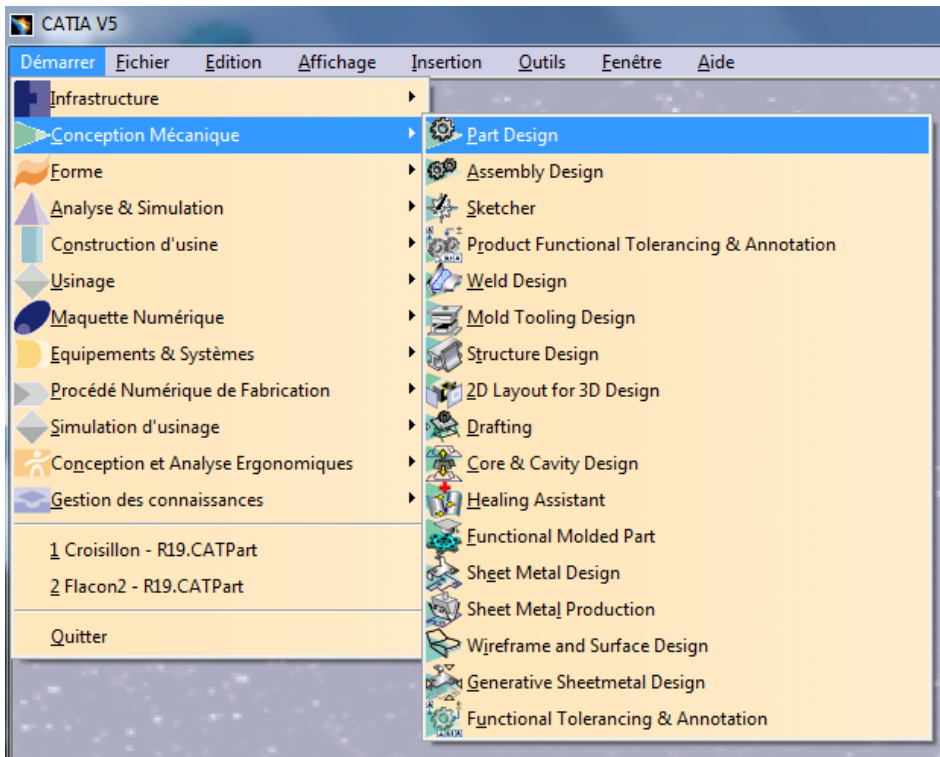 CATIA V5
Démarrer Fichier Edition Affichage Insertion Outils Fenêtre Aide
Infrastructure
Conception Mécanique
Forme
Analyse & Simulation
Construction d'usine
Usinage
Maquette Numérique
Equipements & Systèmes
Procédé Numérique de Fabrication
Simulation d'usinage
Conception et Analyse Ergonomiques
Gestion des connaissances
1 Croisillon - R19.CATPart
2 Flacon2 - R19.CATPart
Quitter
Part Design
Assembly Design
Sketcher
Product Functional Tolerancing & Annotation
Weld Design
Mold Tooling Design
Structure Design
2D Layout for 3D Design
Drafting
Core & Cavity Design
Healing Assistant
Functional Molded Part
Sheet Metal Design
Sheet Metal Production
Wireframe and Surface Design
Generative Sheetmetal Design
Functional Tolerancing & Annotation